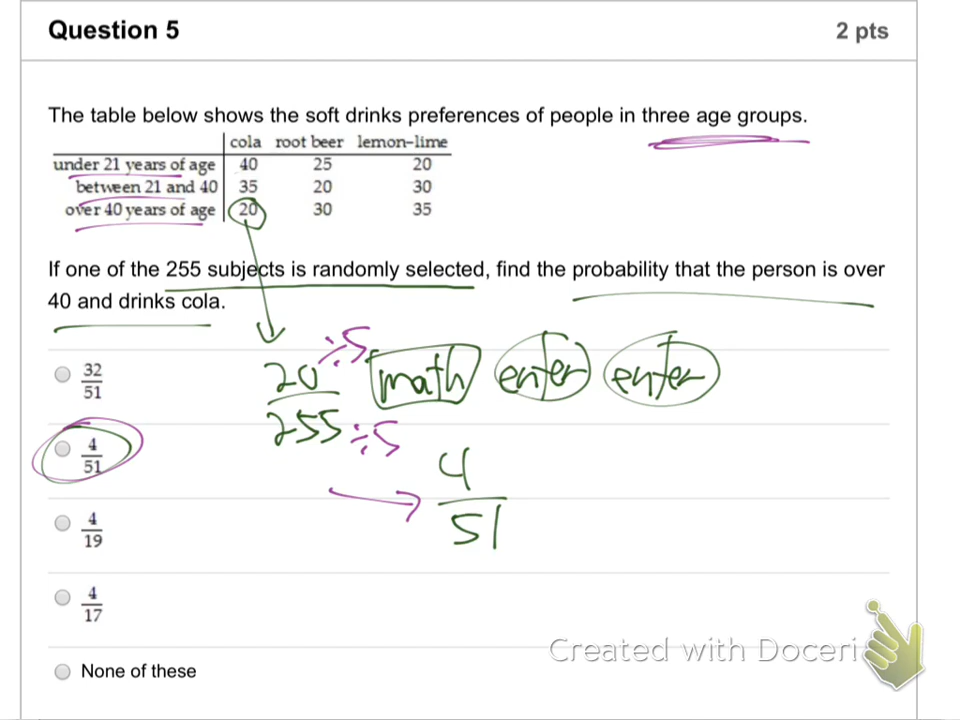 Question 5 2 pts
The table below shows the soft drinks preferences of people in three age groups.
cola root beer lemon-lime
under 21 years of age 40 25 20
between 21 and 40 35 20 30
over 40 years of age 20 30 35
If one of the 255 subjects is randomly selected, find the probability that the person is over
40 and drinks cola.
32
51
4
51
4
19
4
17
None of these
20 ÷5 math enter enter
255 ÷5
4
51
Created with Doceri